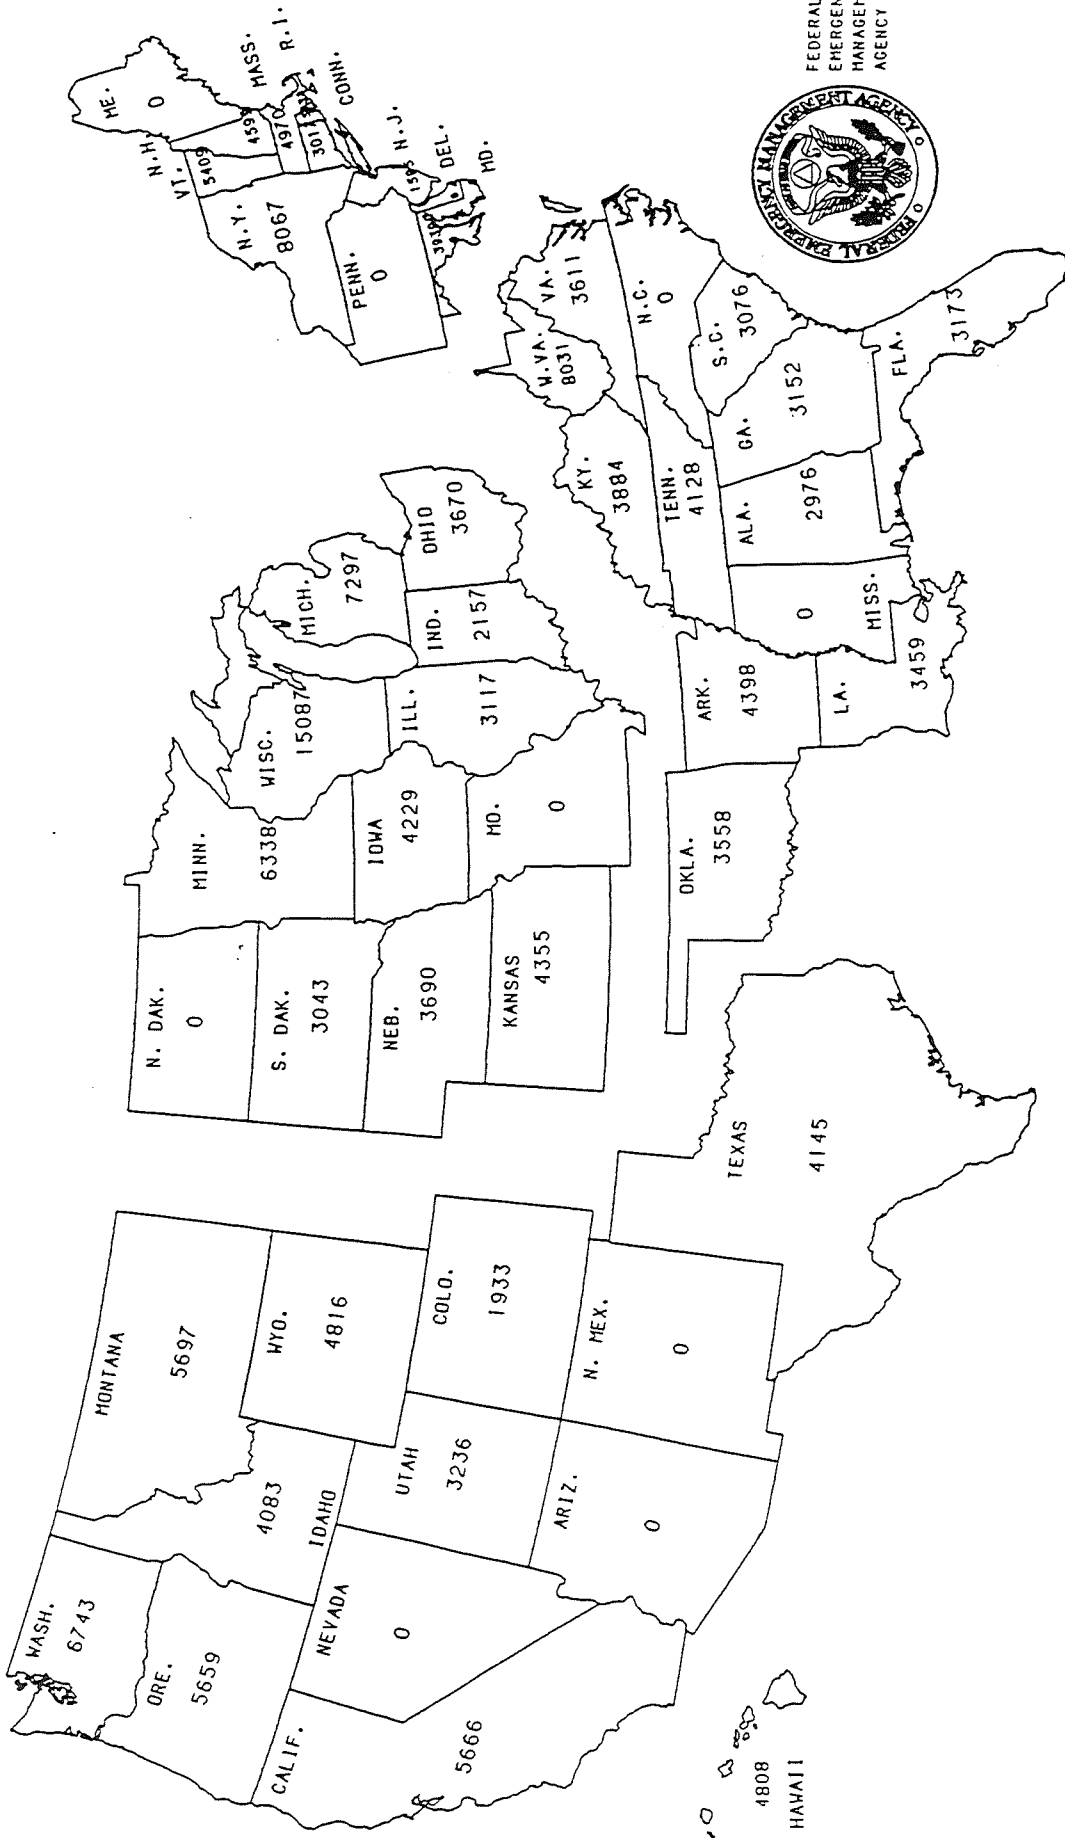 WASH.
6743
ORE.
5659
CALIF.
5666
NEVADA
0
IDAHO
4083
MONTANA
5697
WYO.
4816
UTAH
3236
COLO.
1933
ARIZ.
0
N. MEX.
0
4808
HAWAII
N. DAK.
0
S. DAK.
3043
NEB.
3690
KANSAS
4355
MINN.
6338
IOWA
4229
MO.
0
WISC.
15087
ILL.
3117
MICH.
7297
IND.
2157
OHIO
3670
TEXAS
4145
OKLA.
3558
ARK.
4398
LA.
3459
MISS.
0
ALA.
2976
TENN.
4128
KY.
3884
GA.
3152
FLA.
3173
S.C.
3076
N.C.
0
VA.
3611
W.VA.
8031
PENN.
0
N.Y.
8067
VT.
5409
N.H.
4599
ME.
0
MASS.
4970
R.I.
CONN.
3017
N.J.
DEL.
MD.
FEDERAL EMERGENCY MANAGEMENT AGENCY
FEDERAL
EMERGEN
MANAGEM
AGENCY